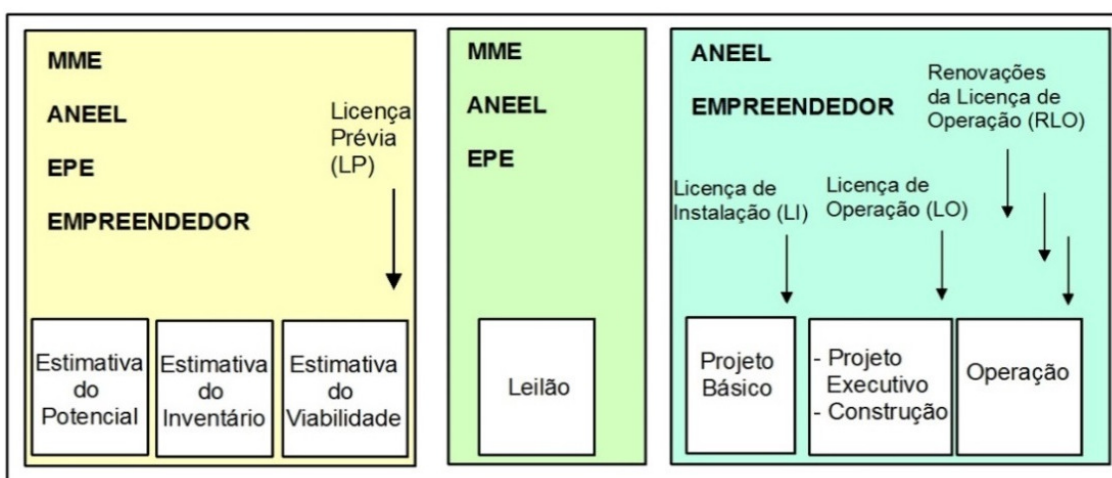 MME
ANEEL
EPE
EMPREENDEDOR
Licença
Prévia
(LP)
Estimativa
do
Potencial
Estimativa
do
Inventário
Estimativa
do
Viabilidade
MME
ANEEL
EPE
Leilão
ANEEL
EMPREENDEDOR
Renovações
da Licença de
Operação (RLO)
Licença de
Instalação (LI)
Licença de
Operação (LO)
Projeto
Básico
- Projeto
Executivo
- Construção
Operação